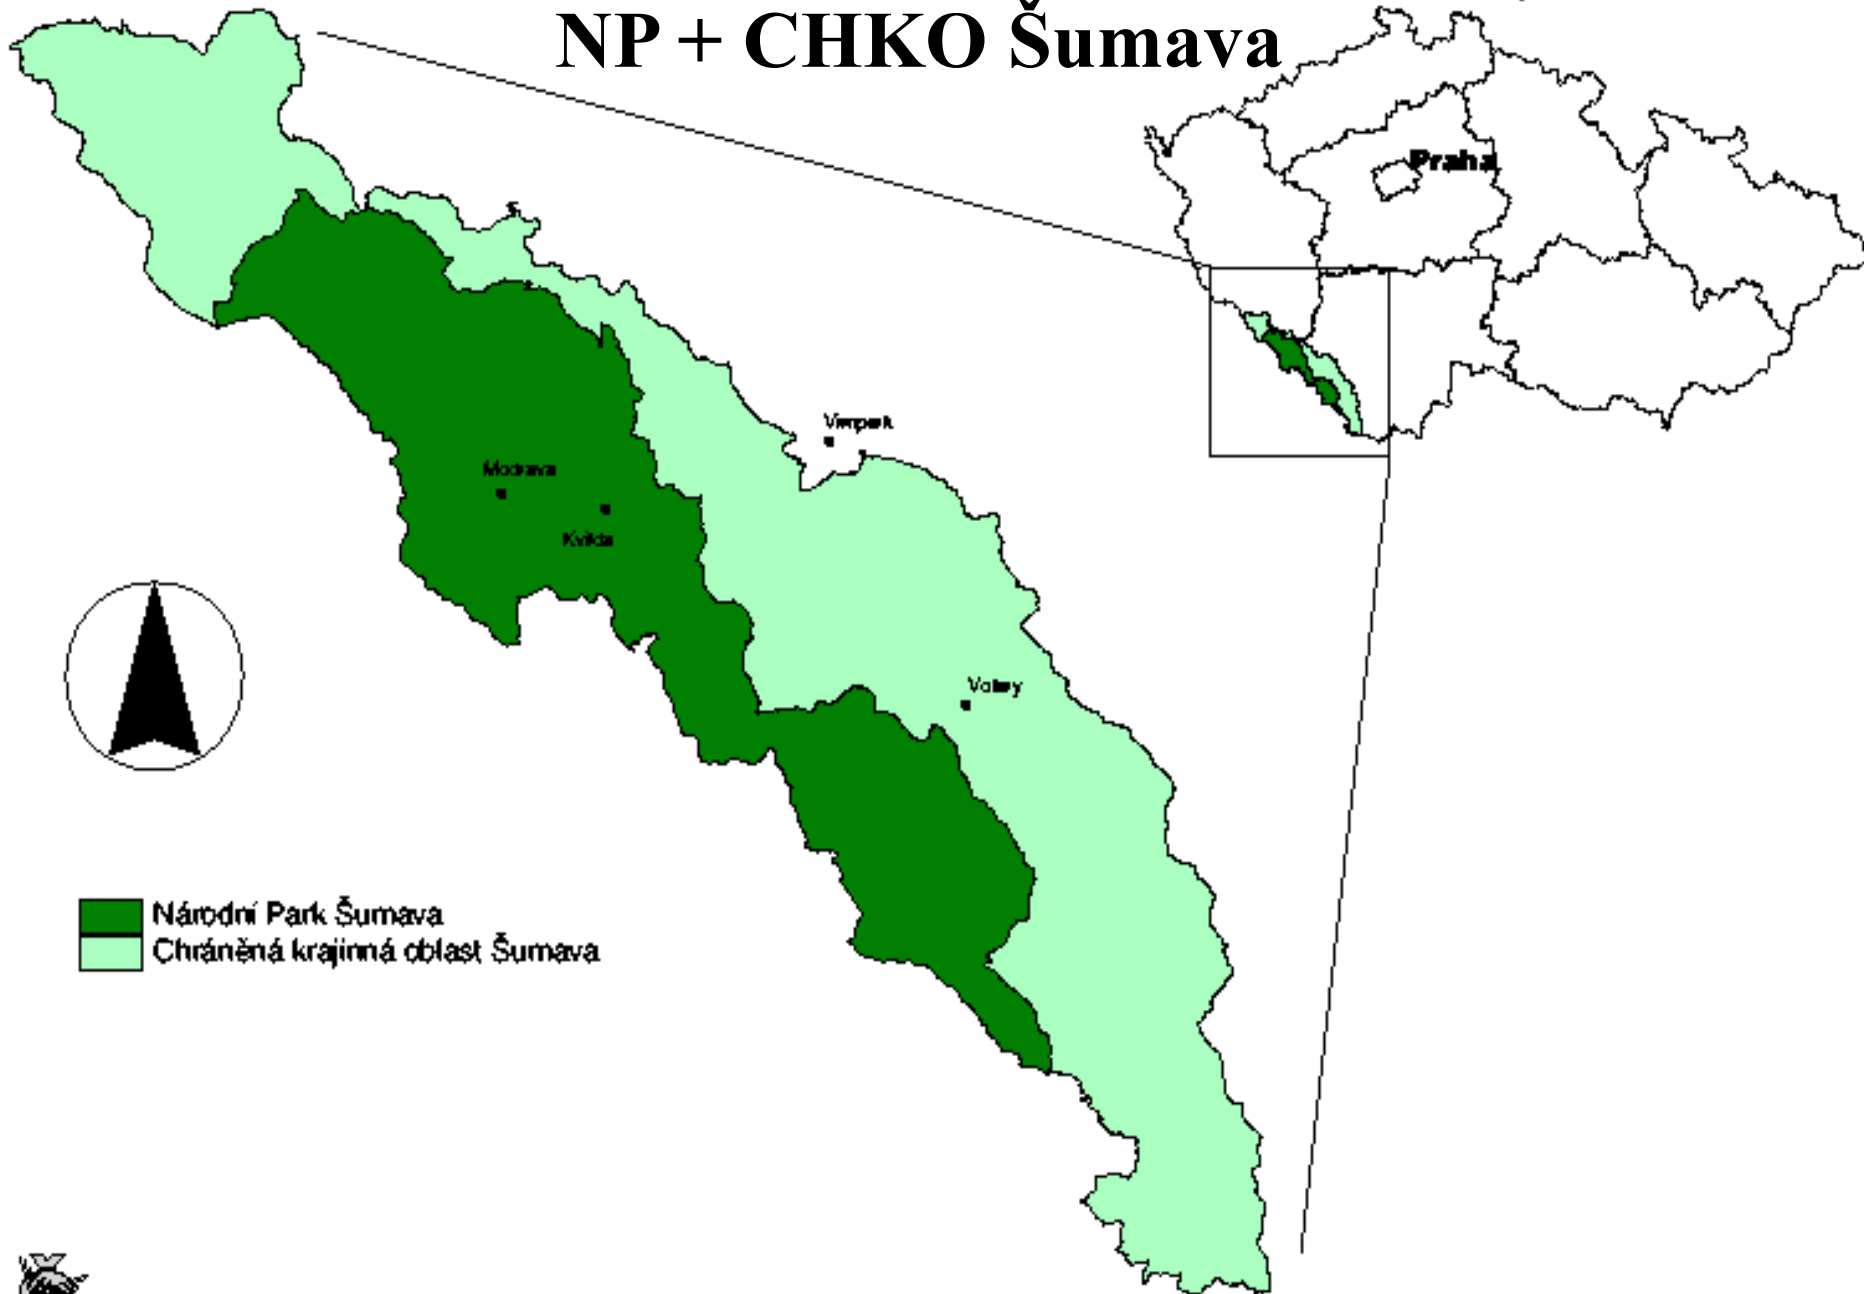 NP + CHKO Šumava
Praha
Vimperk
Modrava
Kvilda
Volary
Národní Park Šumava
Chráněná krajinná oblast Šumava